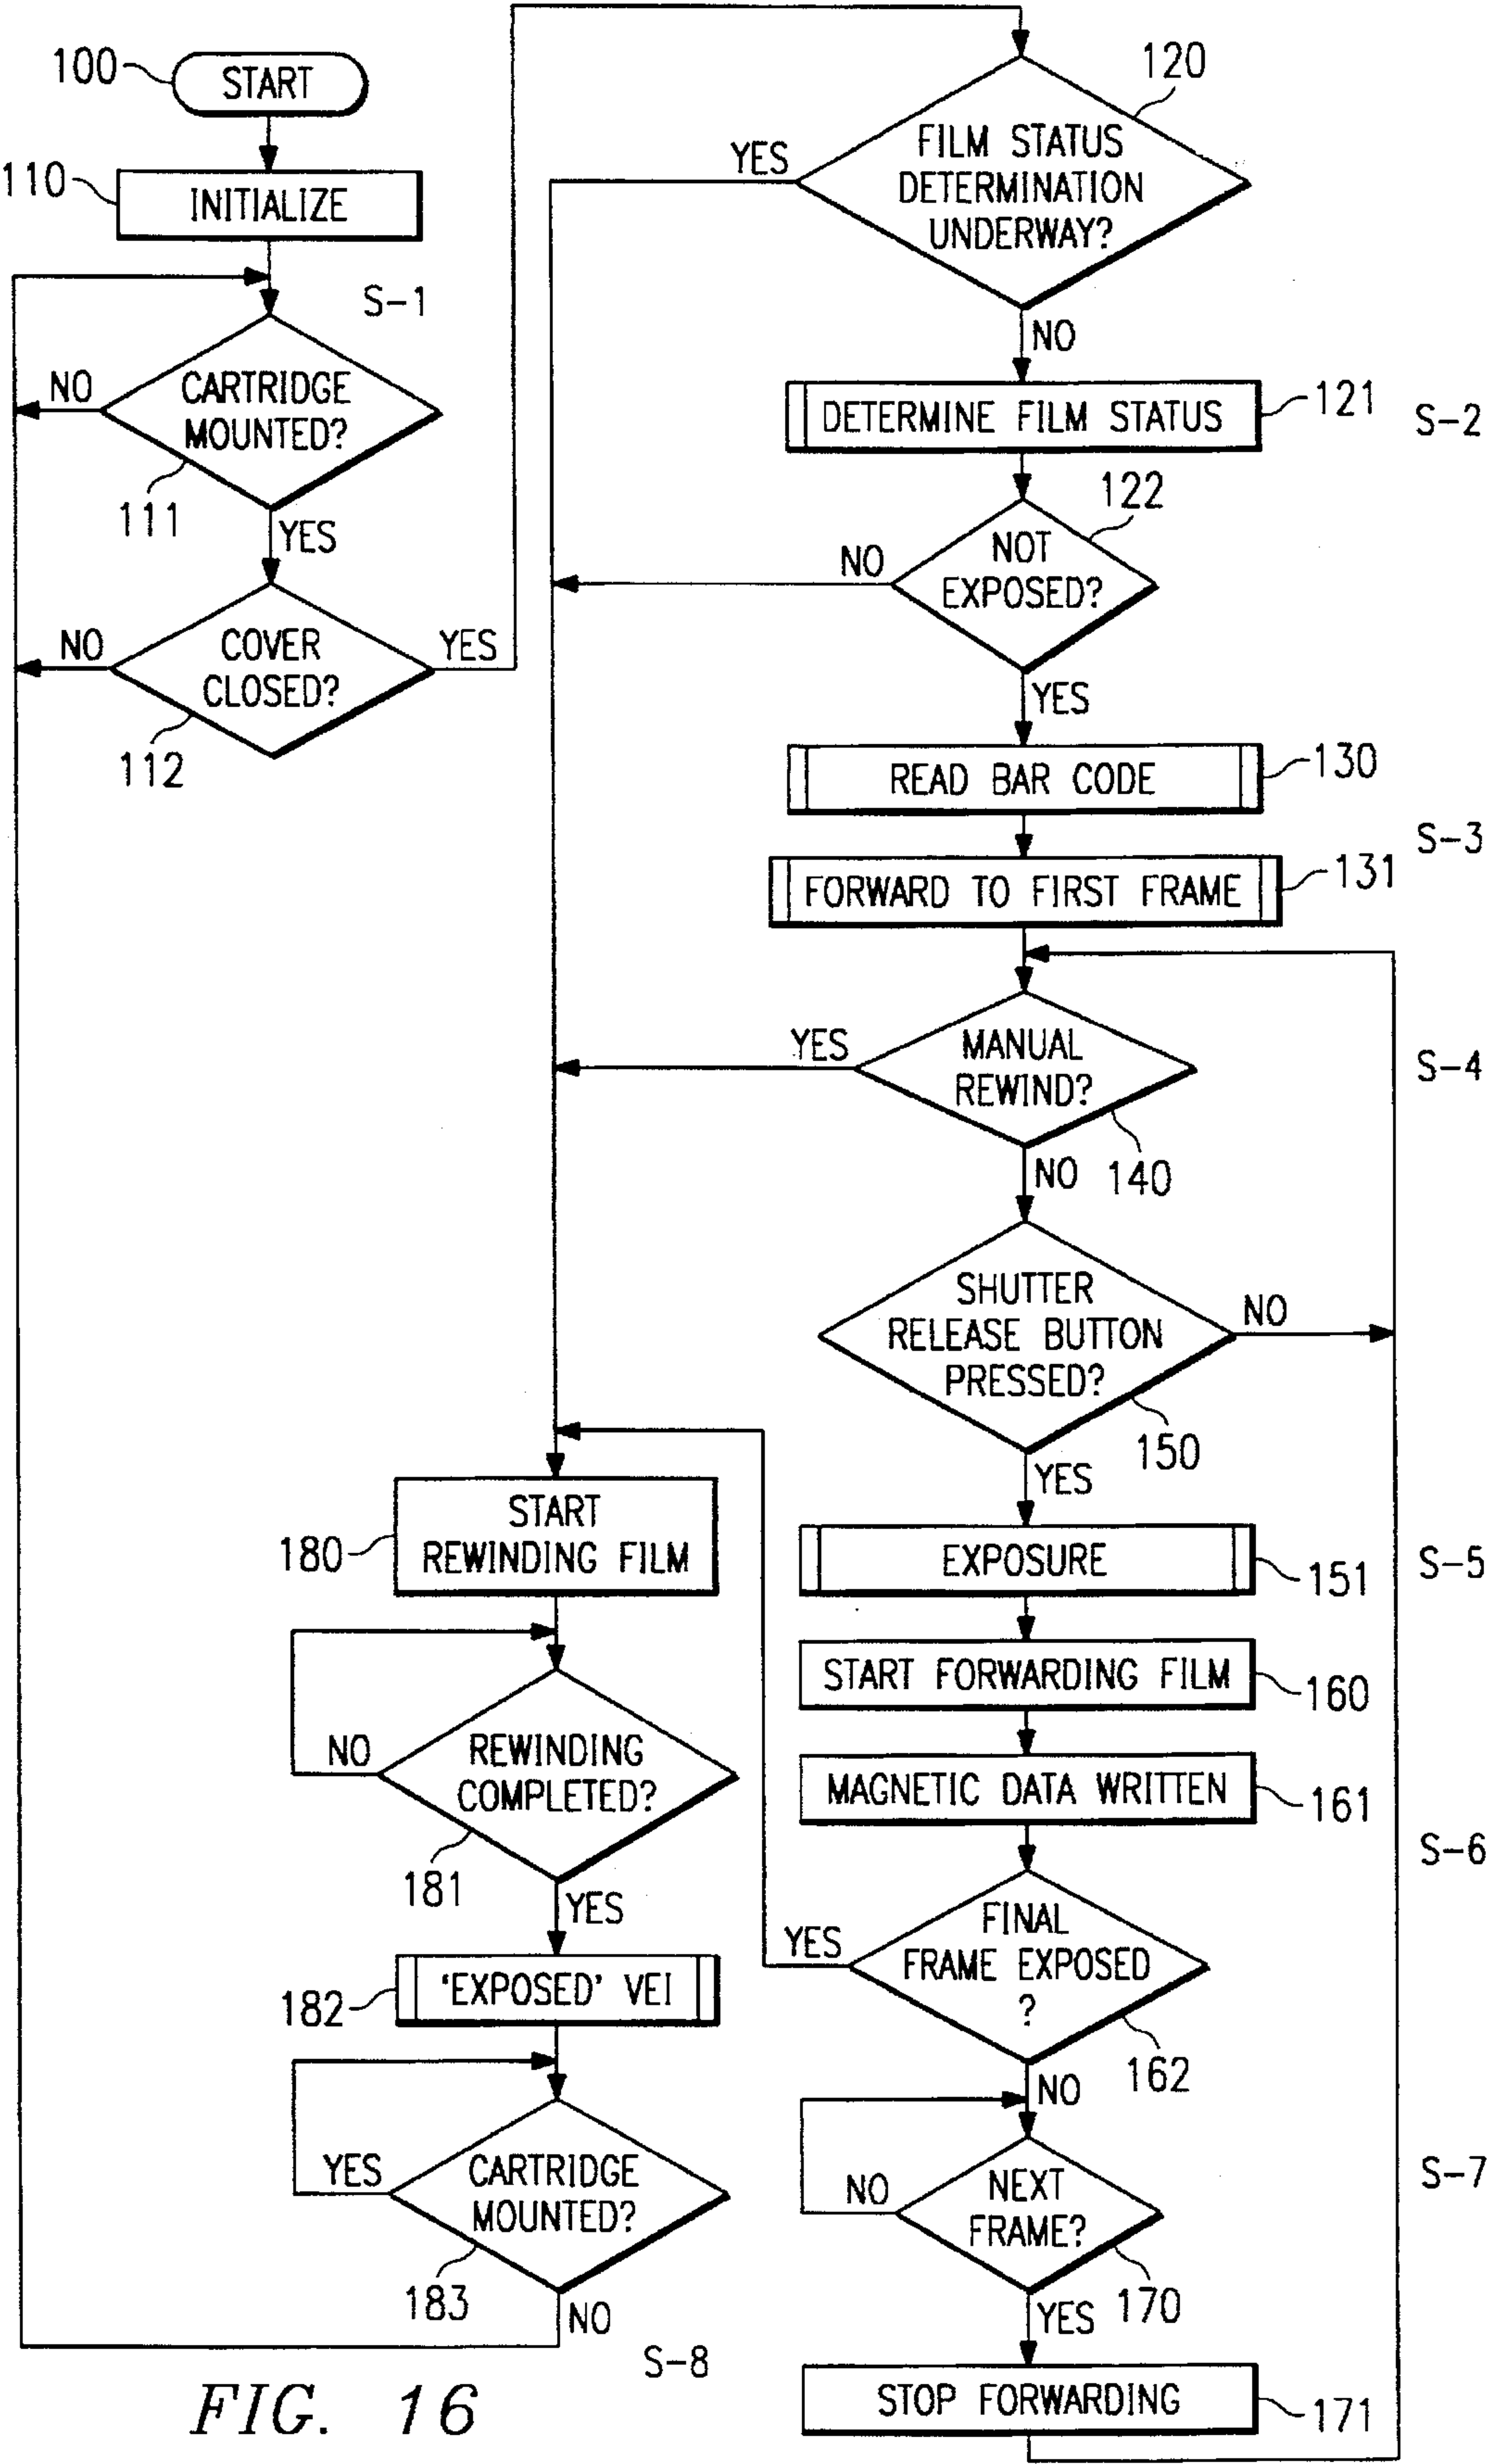 100
START
110
INITIALIZE
S-1
NO
CARTRIDGE
MOUNTED?
111
YES
NO
COVER
CLOSED?
YES
112
120
YES
FILM STATUS
DETERMINATION
UNDERWAY?
NO
DETERMINE FILM STATUS
121
S-2
122
NO
NOT
EXPOSED?
YES
READ BAR CODE
130
S-3
FORWARD TO FIRST FRAME
131
YES
MANUAL
REWIND?
S-4
NO
140
SHUTTER
RELEASE BUTTON
PRESSED?
NO
150
YES
EXPOSURE
151
S-5
START FORWARDING FILM
160
MAGNETIC DATA WRITTEN
161
S-6
YES
FINAL
FRAME EXPOSED
?
162
NO
NO
NEXT
FRAME?
S-7
170
YES
STOP FORWARDING
171
START
REWINDING FILM
180
NO
REWINDING
COMPLETED?
181
YES
'EXPOSED' VEI
182
YES
CARTRIDGE
MOUNTED?
183
NO
S-8
FIG. 16